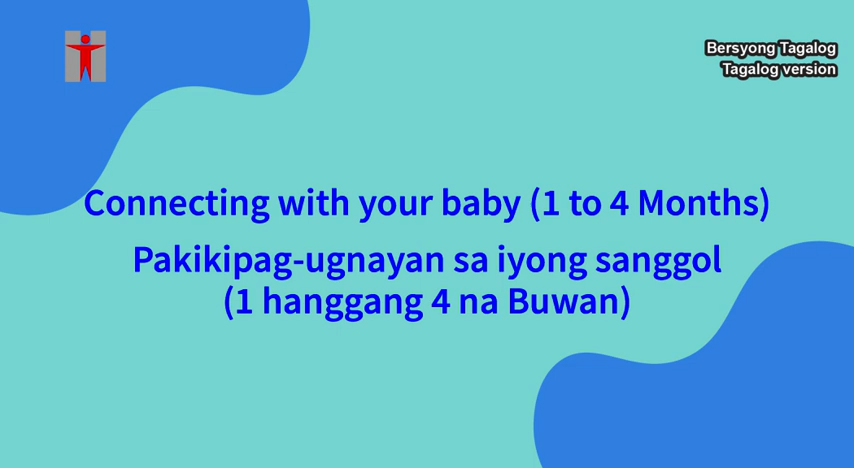 Bersyong Tagalog
Tagalog version
Connecting with your baby (1 to 4 Months)
Pakikipag-ugnayan sa iyong sanggol
(1 hanggang 4 na Buwan)